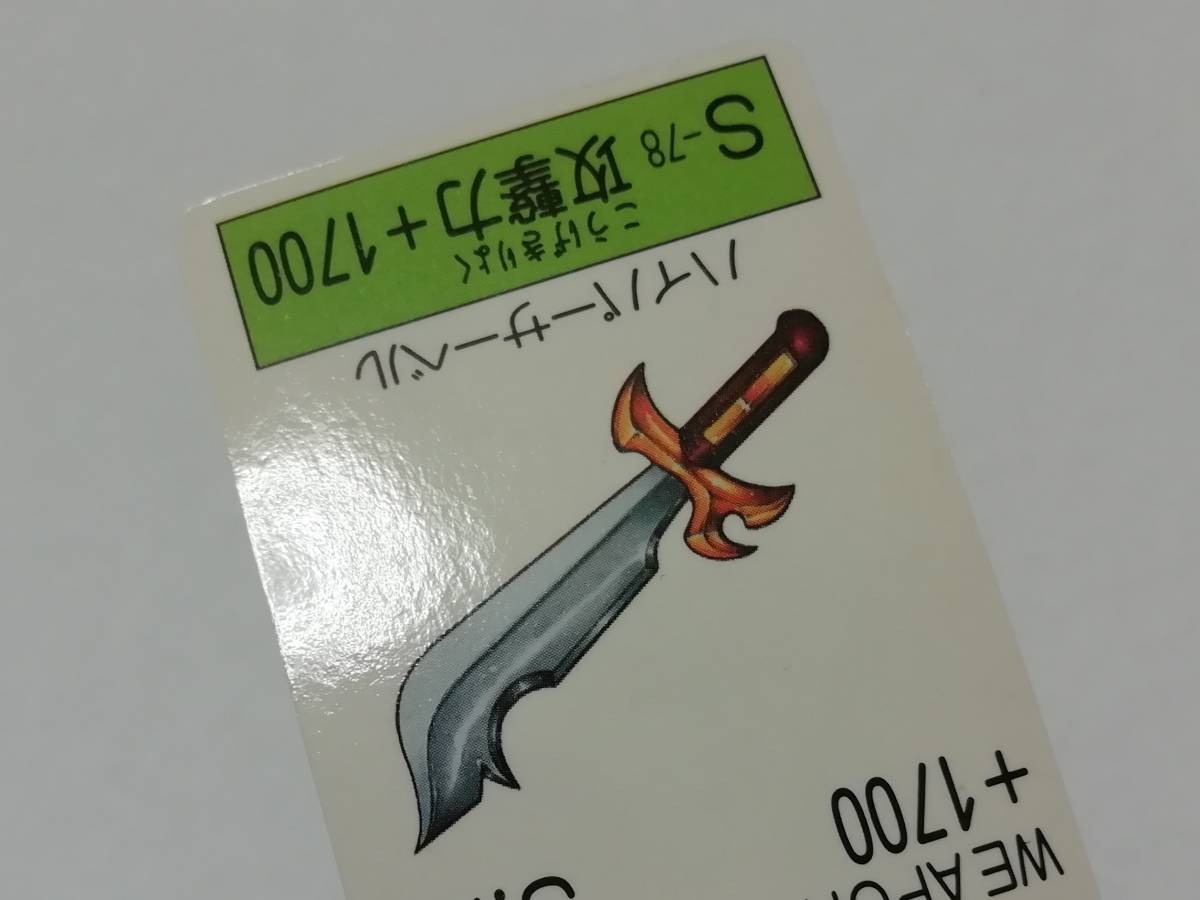 WEAPON
+1700
ハイパーサーベル
こうげきりょく
S-78 攻撃力+1700